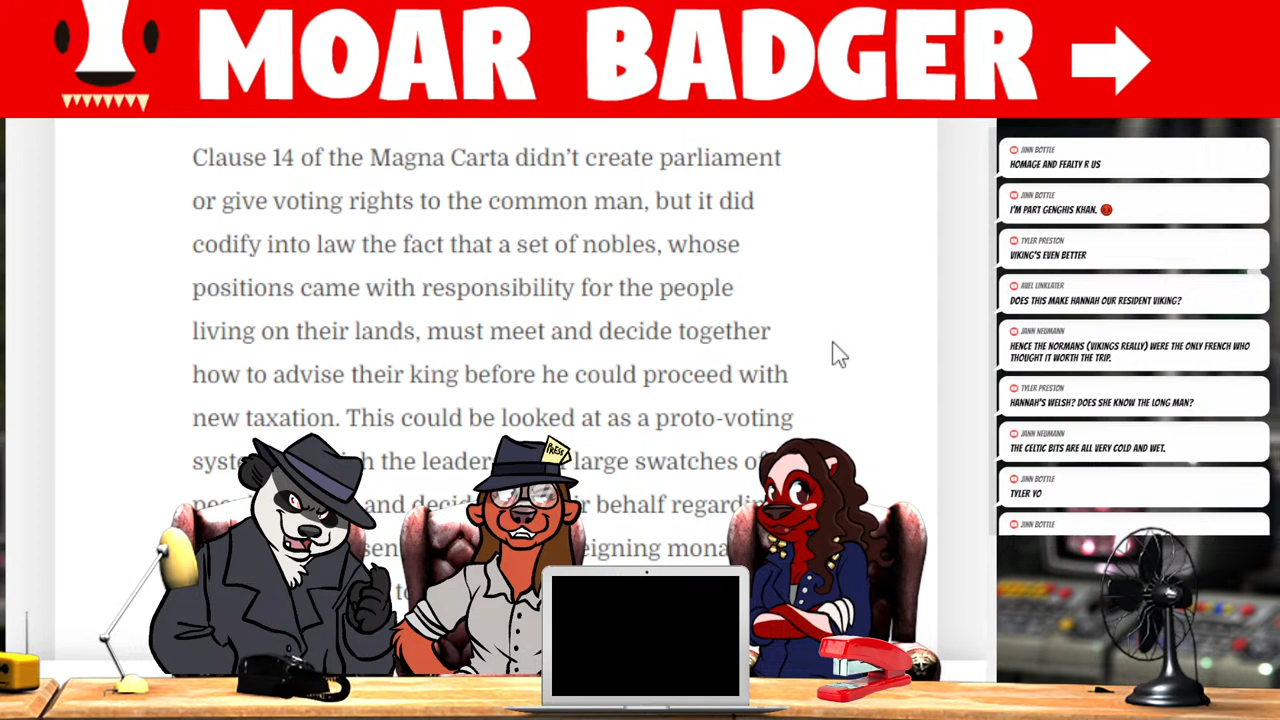 MOAR BADGER
Clause 14 of the Magna Carta didn't create parliament
or give voting rights to the common man, but it did
codify into law the fact that a set of nobles, whose
positions came with responsibility for the people
living on their lands, must meet and decide together
how to advise their king before he could proceed with
new taxation. This could be looked at as a proto-voting
the large swatches of
and behalf
PRESS
JINN BOTTLE
HOMAGE AND FEALTY R US
JINN BOTTLE
I'M PART GENGHIS KHAN.
TYLER PRESTON
VIKING'S EVEN BETTER
AVEL LINKLATER
DOES THIS MAKE HANNAH OUR RESIDENT VIKING?
JANN NEUMANN
HENCE THE NORMANS (VIKINGS REALLY) WERE THE ONLY FRENCH WHO
THOUGHT IT WORTH THE TRIP.
TYLER PRESTON
HANNAH'S WELSH? DOES SHE KNOW THE LONG MAN?
JANN NEUMANN
THE CELTIC BITS ARE ALL VERY COLD AND WET.
JINN BOTTLE
TYLER YO
JINN BOTTLE